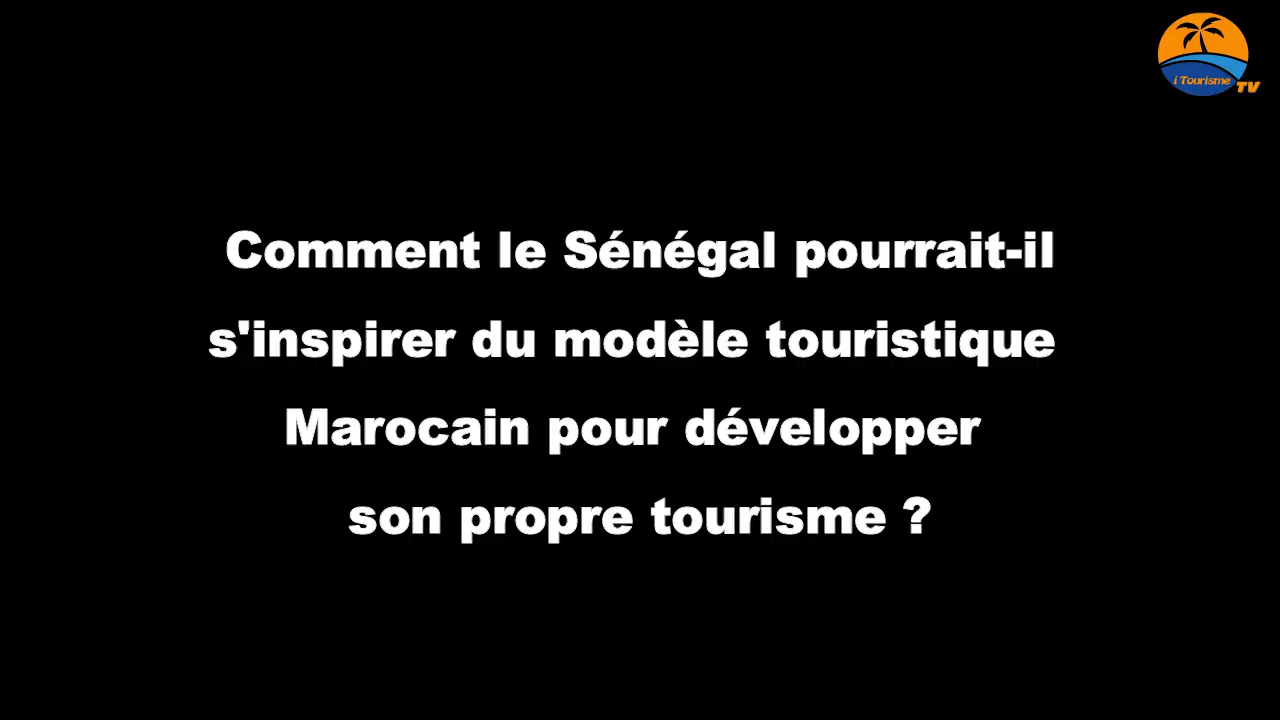 i Tourisme
TV
Comment le Sénégal pourrait-il
s'inspirer du modèle touristique
Marocain pour développer
son propre tourisme ?